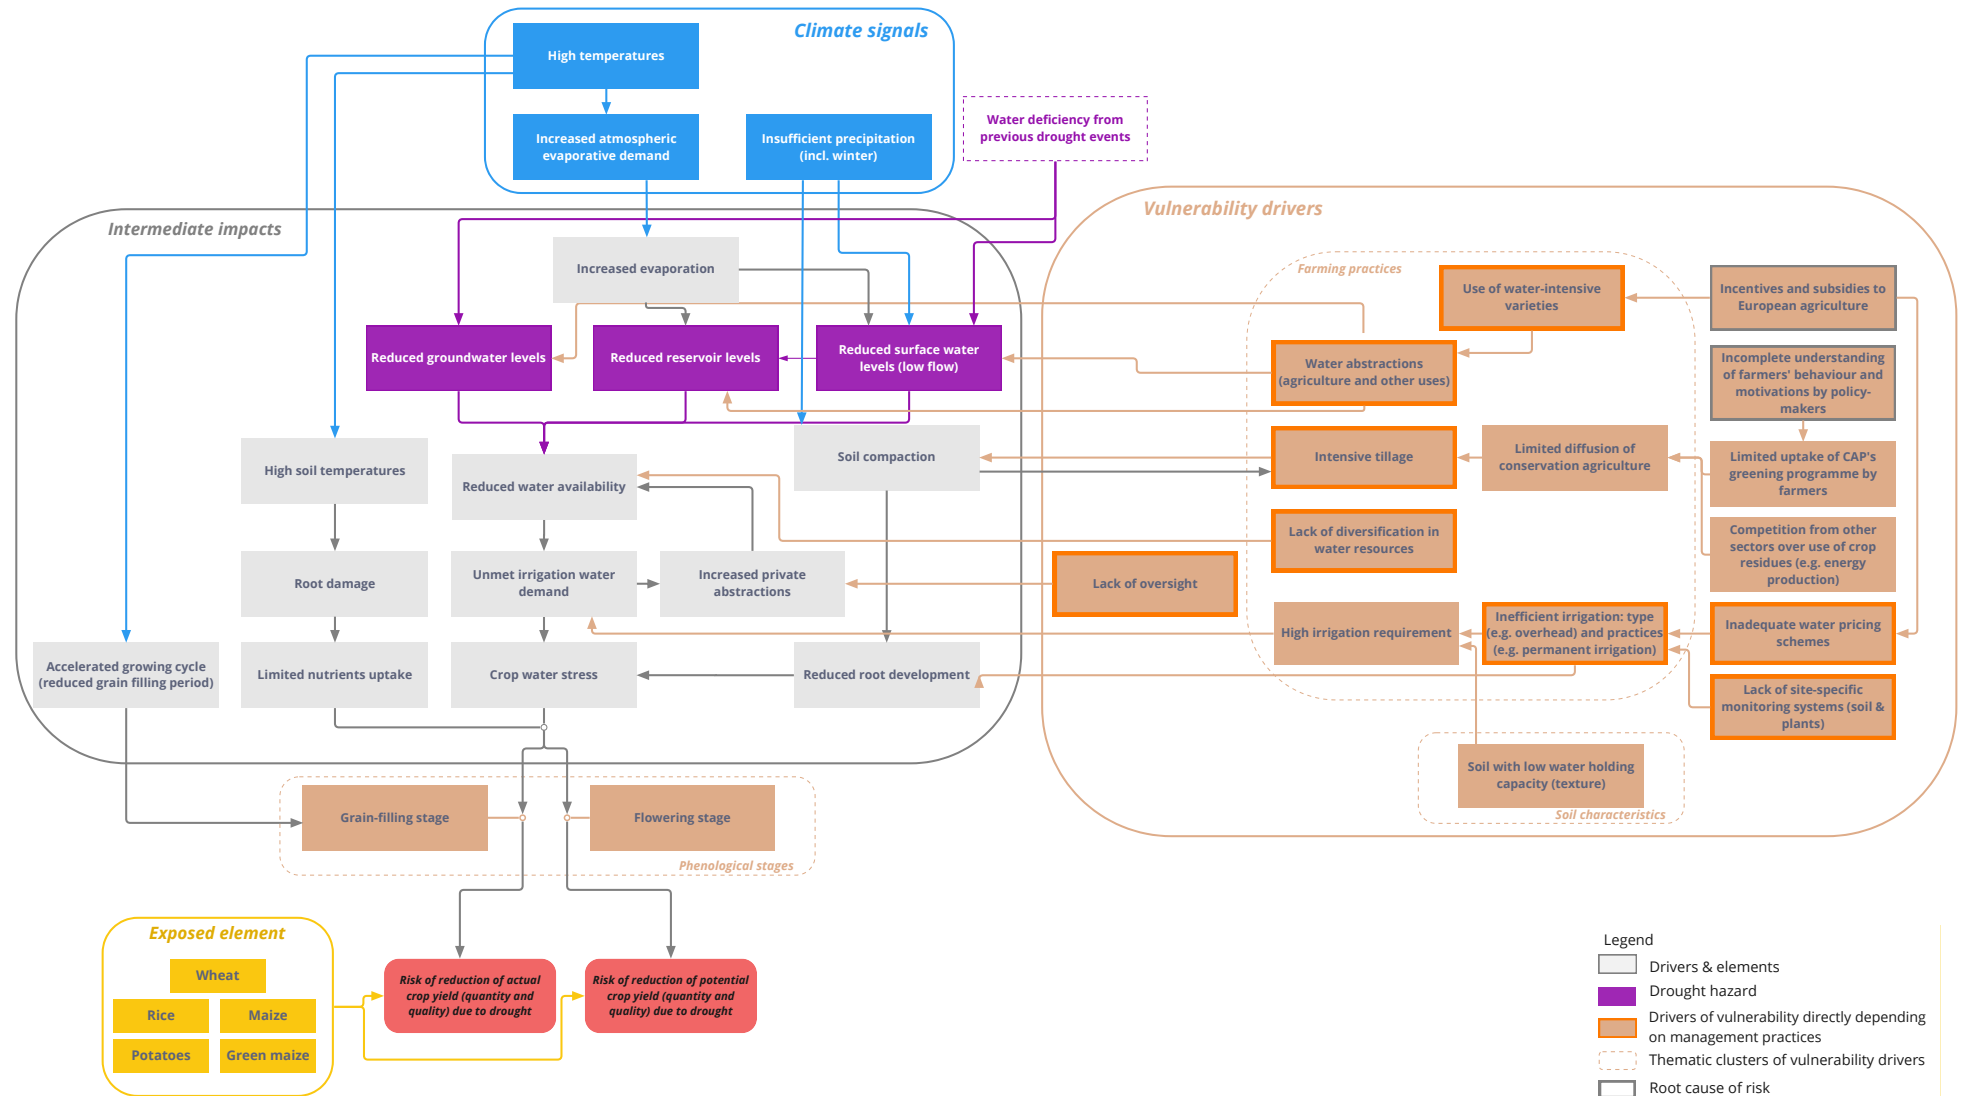 Climate signals
High temperatures
Increased atmospheric
evaporative demand
Insufficient precipitation
(incl. winter)
Water deficiency from
previous drought events
Intermediate impacts
Increased evaporation
Reduced groundwater levels
Reduced reservoir levels
Reduced surface water
levels (low flow)
High soil temperatures
Reduced water availability
Soil compaction
Root damage
Unmet irrigation water
demand
Increased private
abstractions
Accelerated growing cycle
(reduced grain filling period)
Limited nutrients uptake
Crop water stress
Reduced root development
Vulnerability drivers
Farming practices
Use of water-intensive
varieties
Incentives and subsidies to
European agriculture
Water abstractions
(agriculture and other uses)
Incomplete understanding
of farmers' behaviour and
motivations by policy-
makers
Intensive tillage
Limited diffusion of
conservation agriculture
Limited uptake of CAP's
greening programme by
farmers
Lack of diversification in
water resources
Competition from other
sectors over use of crop
residues (e.g. energy
production)
Lack of oversight
High irrigation requirement
Inefficient irrigation: type
(e.g. overhead) and practices
(e.g. permanent irrigation)
Inadequate water pricing
schemes
Lack of site-specific
monitoring systems (soil &
plants)
Soil with low water holding
capacity (texture)
Soil characteristics
Grain-filling stage
Flowering stage
Phenological stages
Exposed element
Wheat
Rice
Maize
Potatoes
Green maize
Risk of reduction of actual
crop yield (quantity and
quality) due to drought
Risk of reduction of potential
crop yield (quantity and
quality) due to drought
Legend
Drivers & elements
Drought hazard
Drivers of vulnerability directly depending
on management practices
Thematic clusters of vulnerability drivers
Root cause of risk